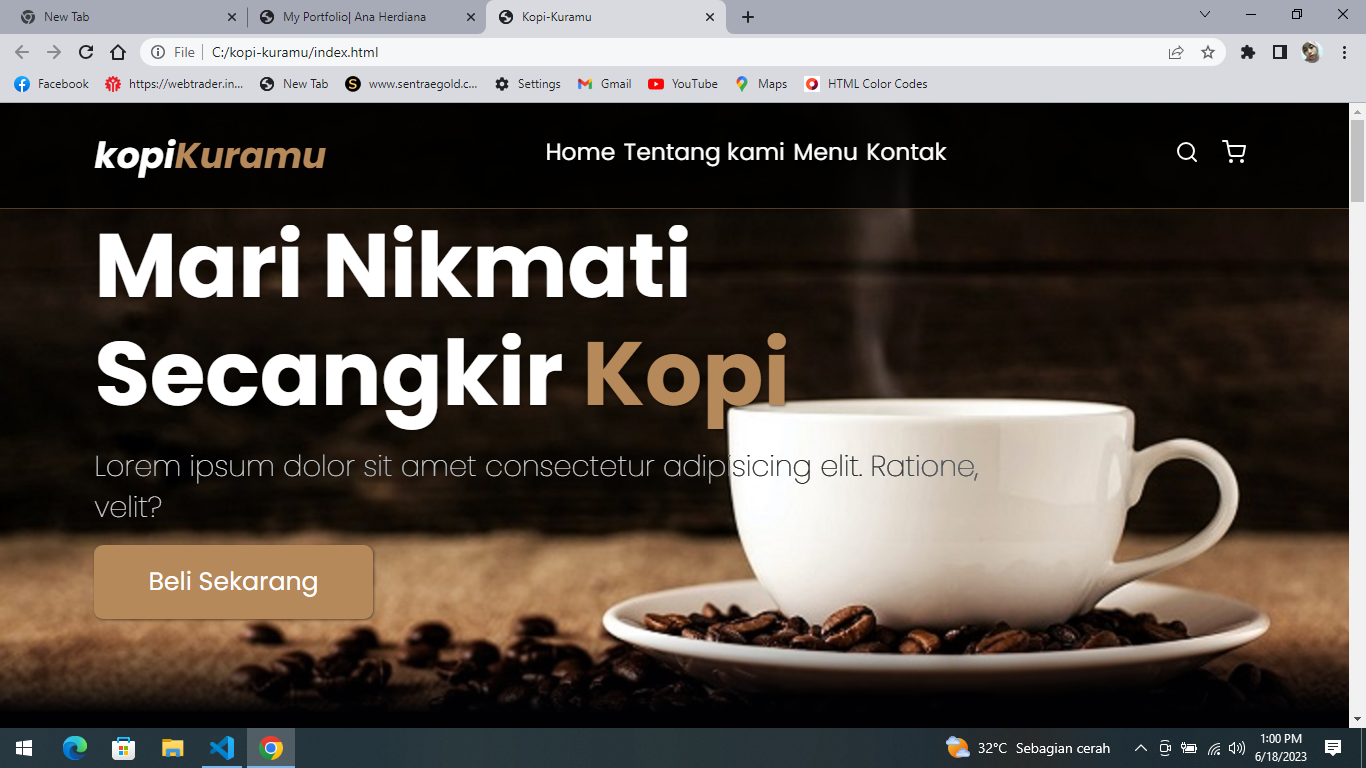 New Tab
My Portfolio| Ana Herdiana
Kopi-Kuramu
File
C:/kopi-kuramu/index.html
Facebook
https://webtrader.in...
New Tab
www.sentraegold.c...
Settings
Gmail
YouTube
Maps
HTML Color Codes
kopiKuramu
Home Tentang kami Menu Kontak
Mari Nikmati
Secangkir Kopi
Lorem ipsum dolor sit amet consectetur adipisicing elit. Ratione,
velit?
Beli Sekarang
32°C Sebagian cerah
1:00 PM
6/18/2023